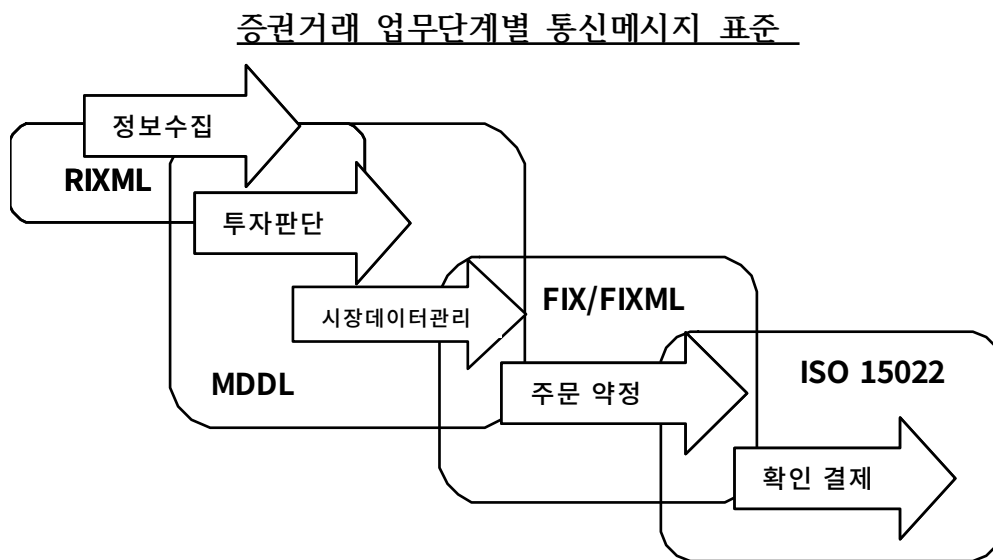 증권거래 업무단계별 통신메시지 표준
정보수집
RIXML
투자판단
FIX/FIXML
시장데이터관리
MDDL
ISO 15022
주문 약정
확인 결제